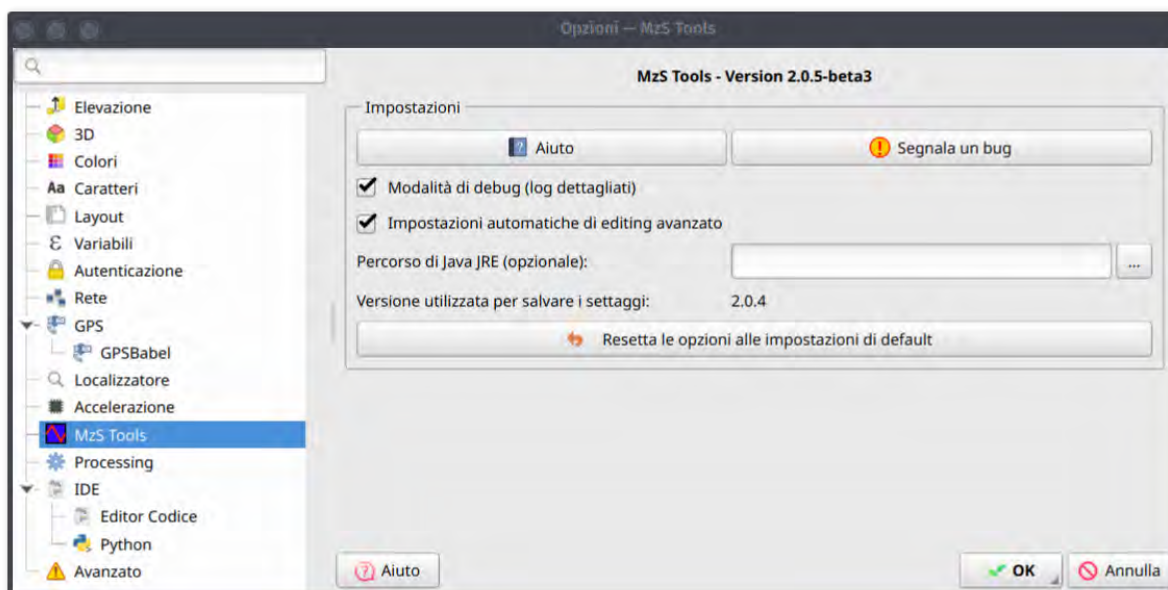 Opzioni — MzS Tools
Elevazione
3D
Colori
Aa Caratteri
Layout
ε Variabili
Autenticazione
Rete
GPS
GPSBabel
Localizzatore
Accelerazione
MzS Tools
Processing
IDE
Editor Codice
Python
Avanzato
MzS Tools - Version 2.0.5-beta3
Impostazioni
Aiuto
Segnala un bug
Modalità di debug (log dettagliati)
Impostazioni automatiche di editing avanzato
Percorso di Java JRE (opzionale):
...
Versione utilizzata per salvare i settaggi: 2.0.4
Resetta le opzioni alle impostazioni di default
Aiuto
OK
Annulla